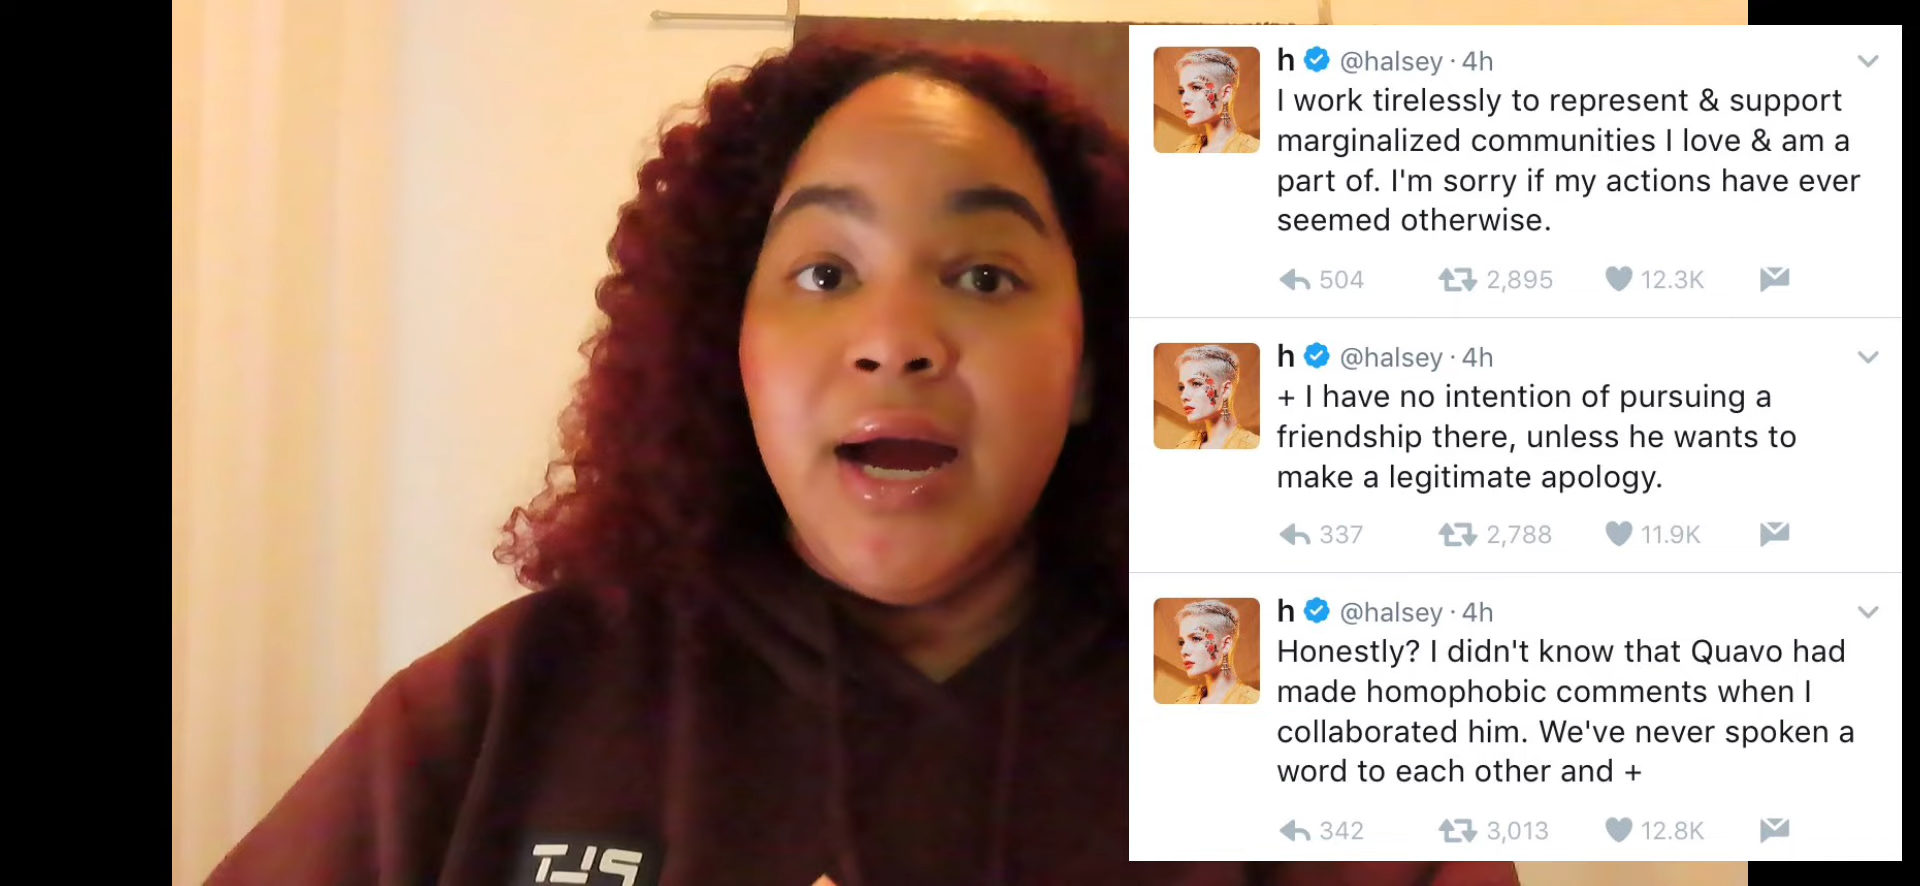 h @halsey · 4h
I work tirelessly to represent & support
marginalized communities I love & am a
part of. I'm sorry if my actions have ever
seemed otherwise.
504 2,895 12.3K
h @halsey · 4h
+ I have no intention of pursuing a
friendship there, unless he wants to
make a legitimate apology.
337 2,788 11.9K
h @halsey · 4h
Honestly? I didn't know that Quavo had
made homophobic comments when I
collaborated him. We've never spoken a
word to each other and +
342 3,013 12.8K